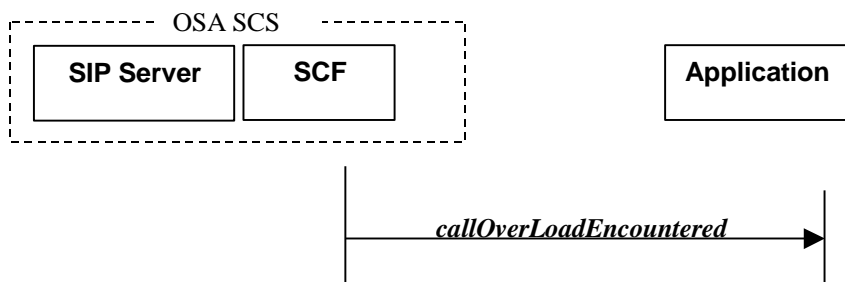 OSA SCS
SIP Server
SCF
Application
callOverLoadEncountered